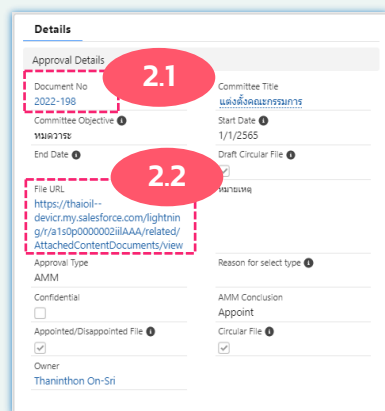 Details
Approval Details
2.1
Document No
Committee Title
2022-198
แต่งตั้งคณะกรรมการ
Committee Objective
Start Date
หมดวาระ
1/1/2565
End Date
Draft Circular File
2.2
File URL
หมายเหตุ
https://thaioil--
devicr.my.salesforce.com/lightnin
g/r/a1s0p0000002iilAAA/related/
AttachedContentDocuments/view
Approval Type
Reason for select type
AMM
Confidential
AMM Conclusion
Appoint
Appointed/Disappointed File
Circular File
Owner
Thaninthon On-Sri